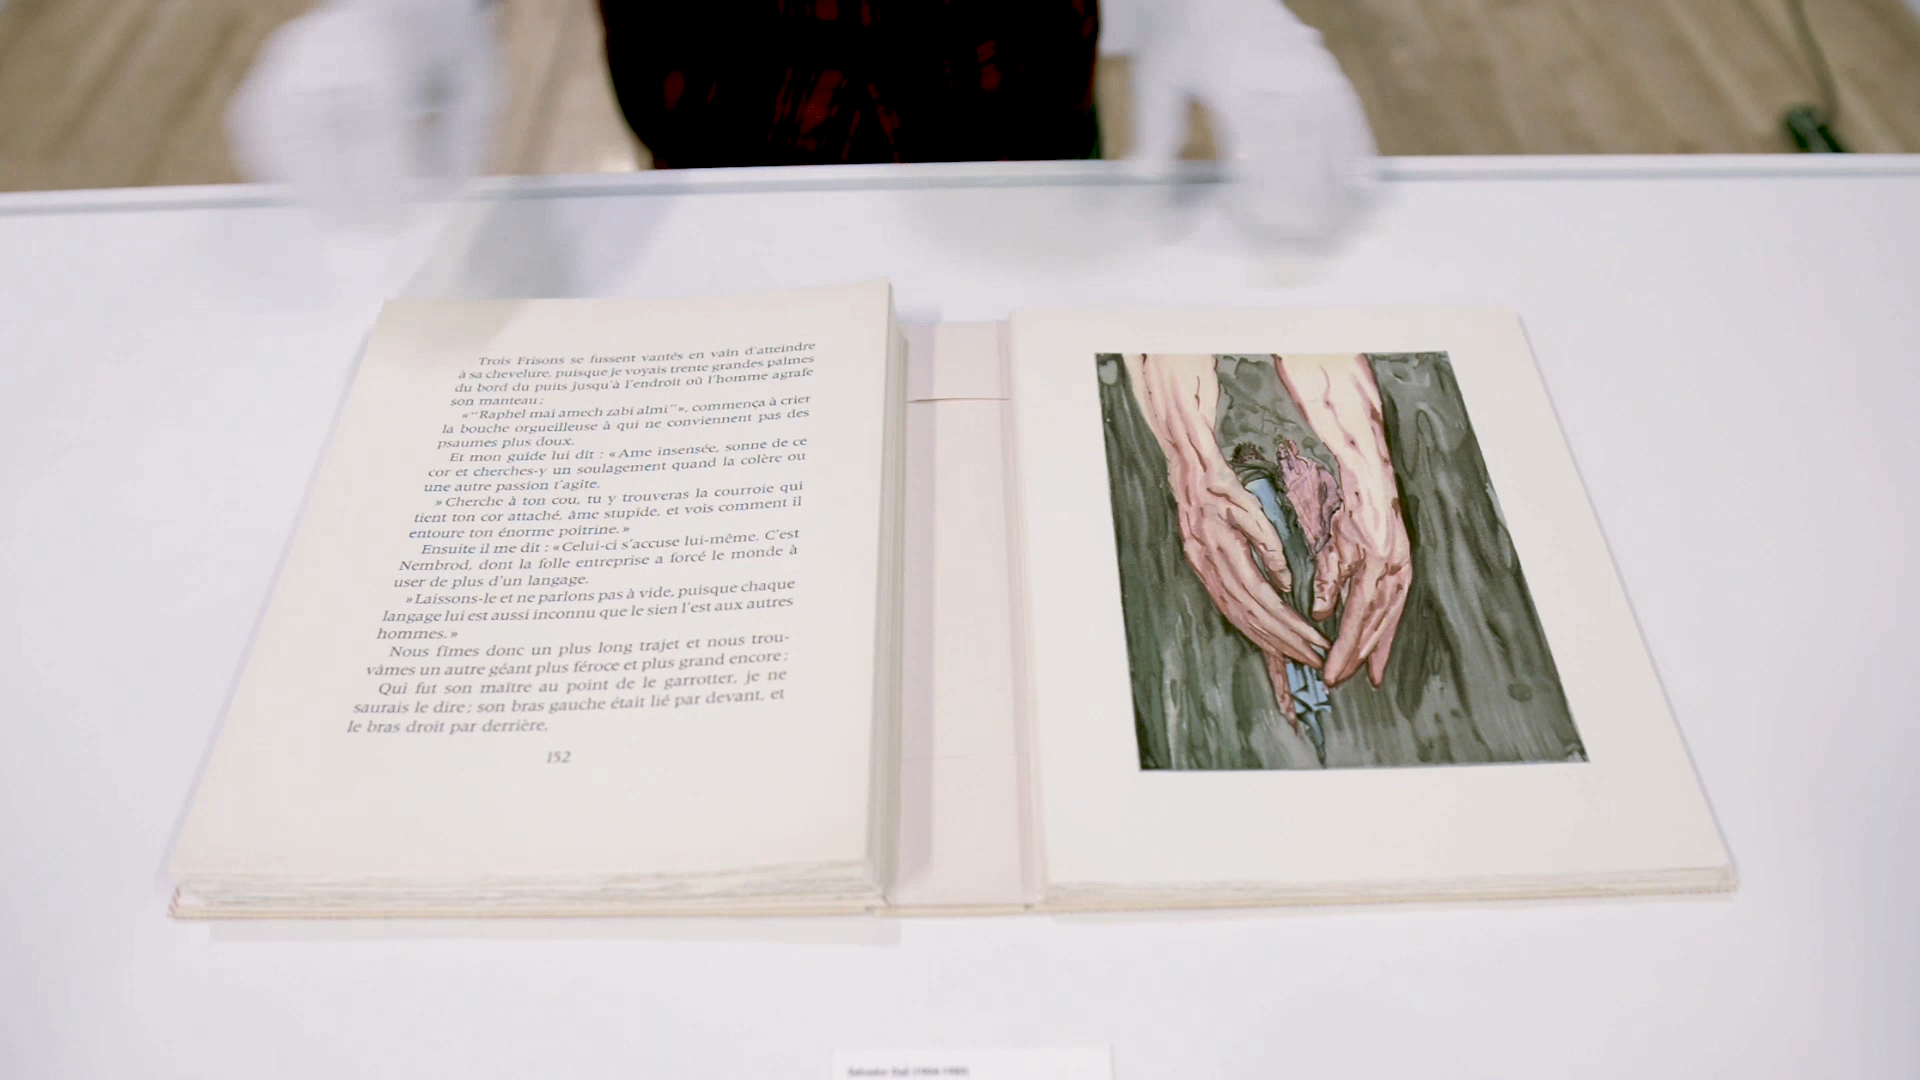 Trois Frisons se fussent vantés en vain d'atteindre
à sa chevelure, puisque je voyais trente grandes palmes
du bord du puits jusqu'à l'endroit où l'homme agrafe
son manteau :
«“Raphel mai amech zabi almi”», commença à crier
la bouche orgueilleuse à qui ne conviennent pas des
psaumes plus doux.
Et mon guide lui dit : «Ame insensée, sonne de ce
cor et cherches-y un soulagement quand la colère ou
une autre passion t'agite.
»Cherche à ton cou, tu y trouveras la courroie qui
tient ton cor attaché, âme stupide, et vois comment il
entoure ton énorme poîtrine.»
Ensuite il me dit : «Celui-ci s'accuse lui-même. C'est
Nembrod, dont la folle entreprise a forcé le monde à
user de plus d'un langage.
»Laissons-le et ne parlons pas à vide, puisque chaque
langage lui est aussi inconnu que le sien l'est aux autres
hommes.»
Nous fîmes donc un plus long trajet et nous trou-
vâmes un autre géant plus féroce et plus grand encore ;
Qui fut son maître au point de le garrotter, je ne
saurais le dire ; son bras gauche était lié par devant, et
le bras droit par derrière.
152
Salvador Dalí (1904-1989)